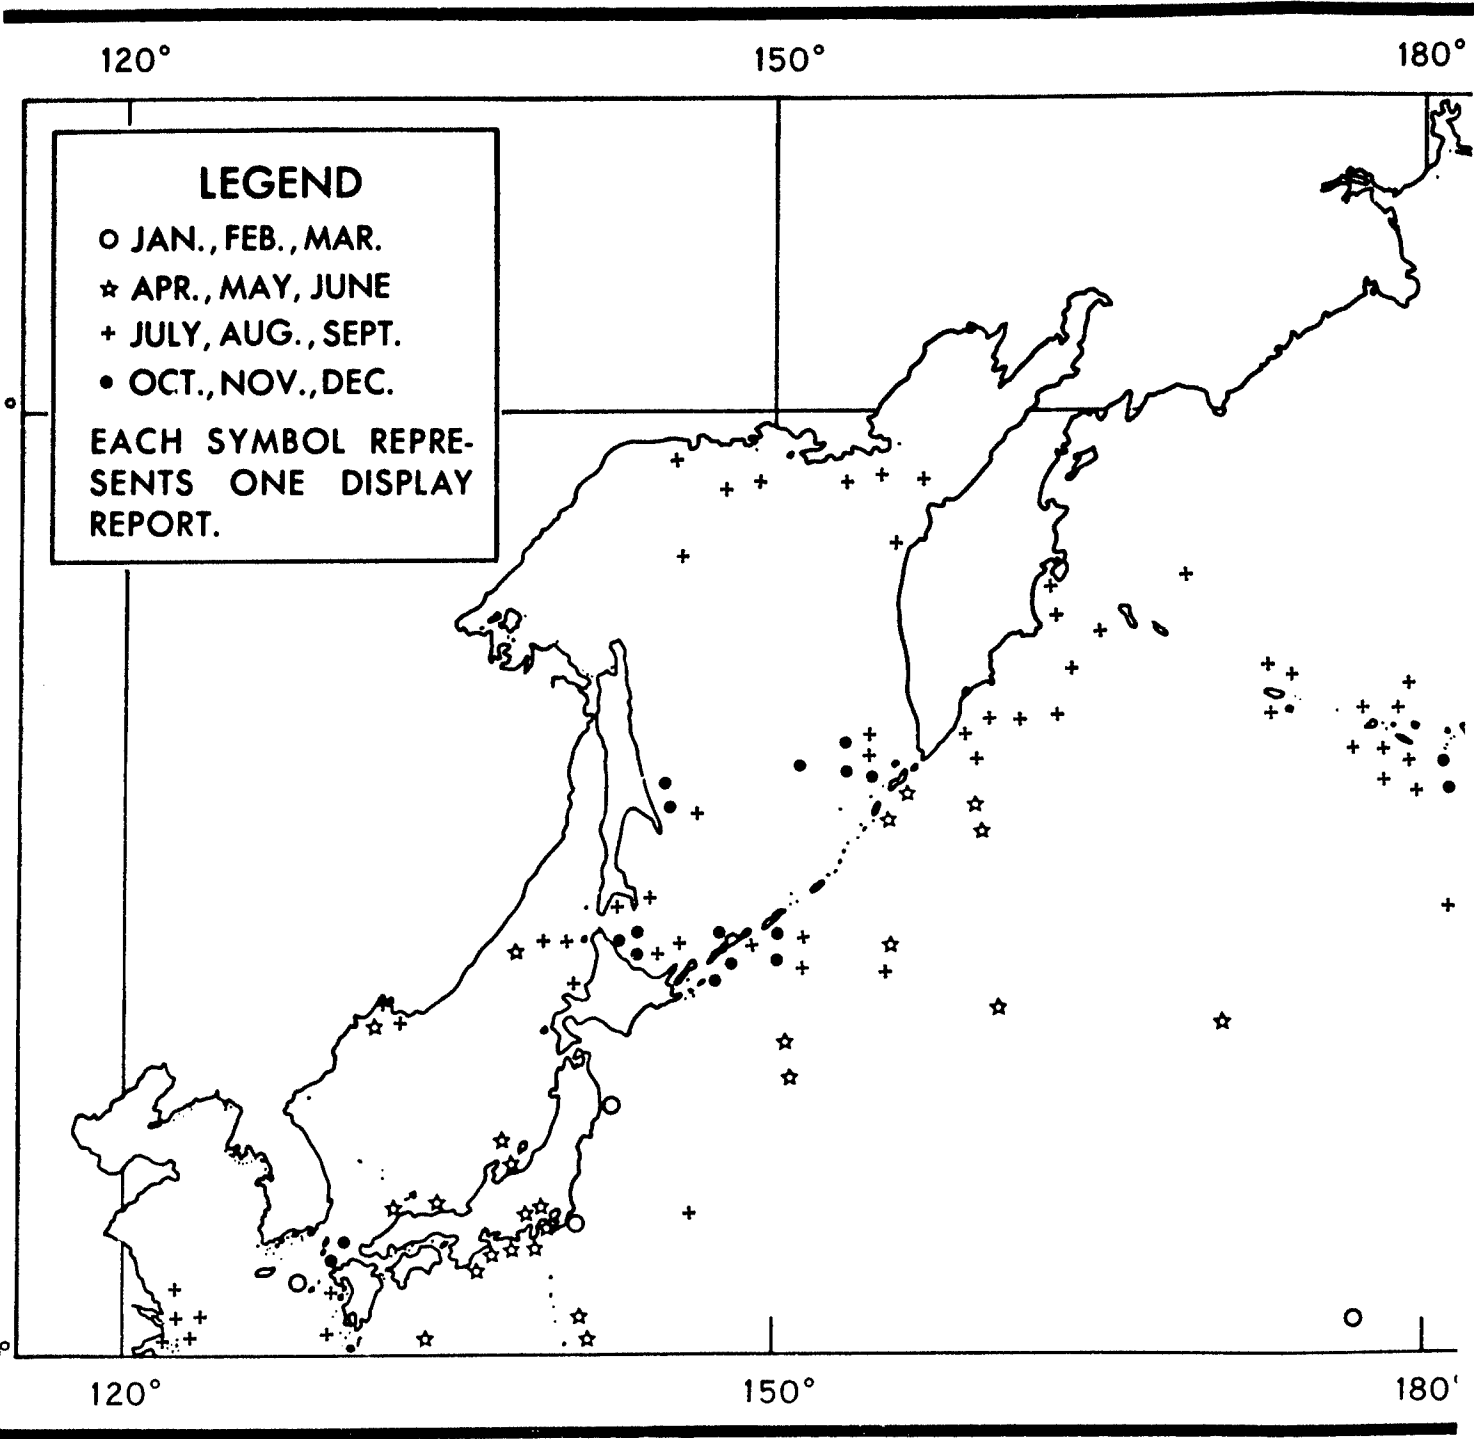 120° 150° 180°
LEGEND
○ JAN., FEB., MAR.
☆ APR., MAY, JUNE
+ JULY, AUG., SEPT.
● OCT., NOV., DEC.
EACH SYMBOL REPRE-
SENTS ONE DISPLAY
REPORT.
120° 150° 180°